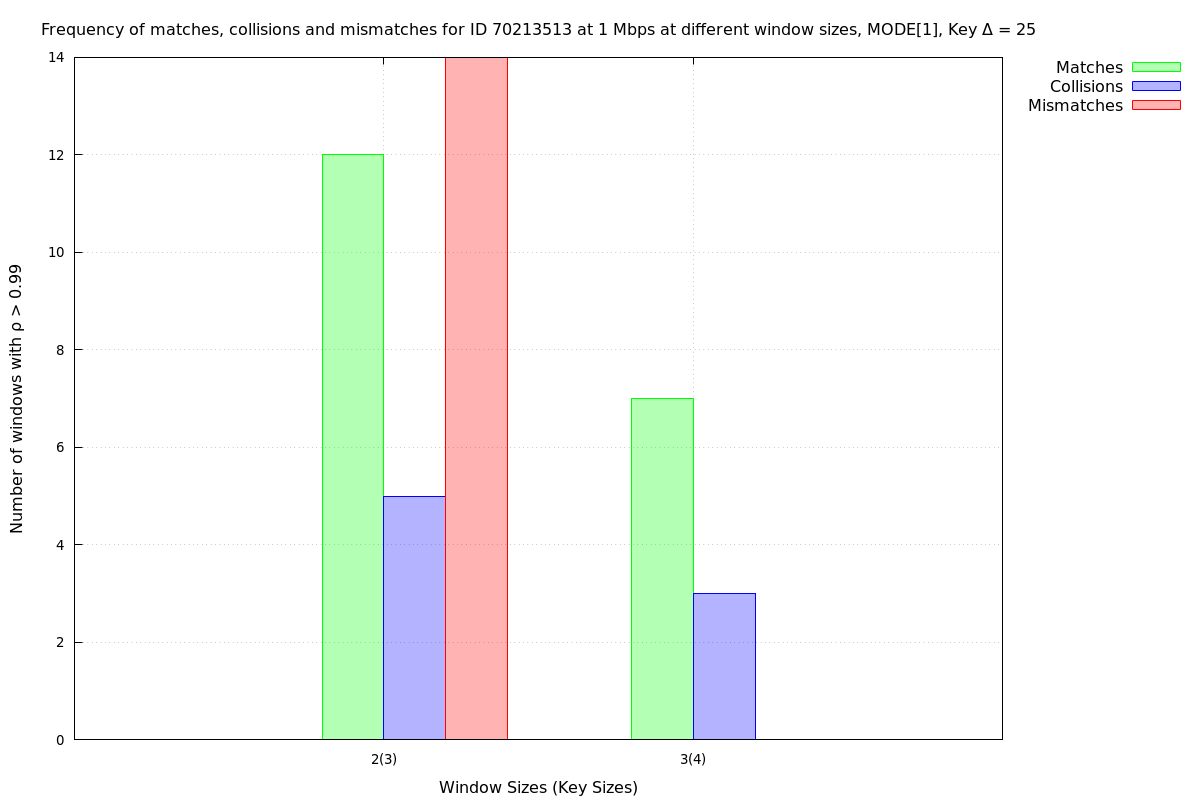 Frequency of matches, collisions and mismatches for ID 70213513 at 1 Mbps at different window sizes, MODE[1], Key Δ = 25
Matches
Collisions
Mismatches
Number of windows with ρ > 0.99
14
12
10
8
6
4
2
0
2(3)
3(4)
Window Sizes (Key Sizes)